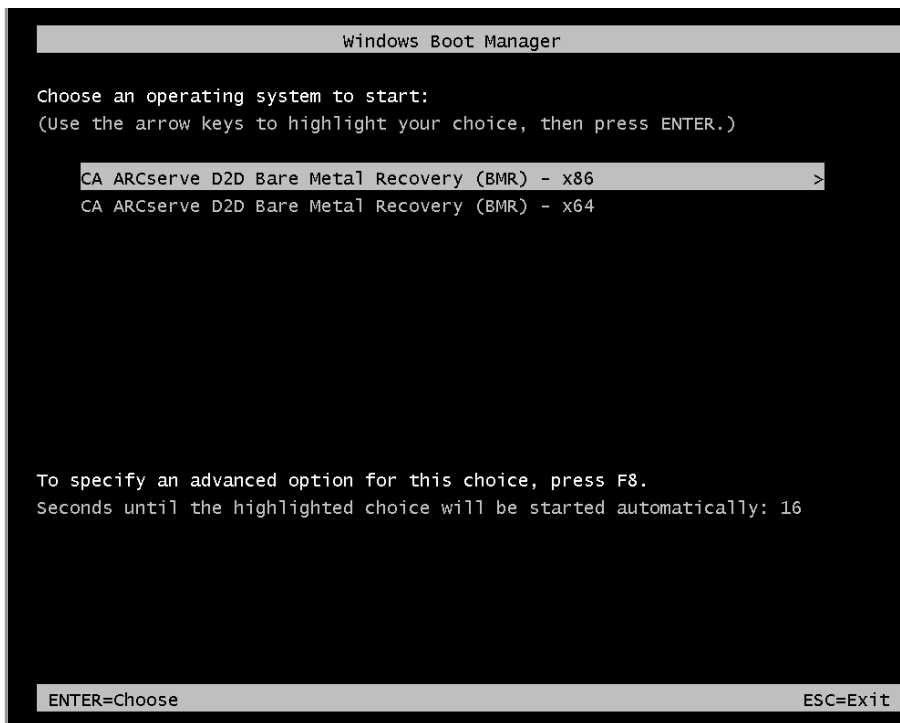 Windows Boot Manager
Choose an operating system to start:
(Use the arrow keys to highlight your choice, then press ENTER.)
CA ARCserve D2D Bare Metal Recovery (BMR) - x86 >
CA ARCserve D2D Bare Metal Recovery (BMR) - x64
To specify an advanced option for this choice, press F8.
Seconds until the highlighted choice will be started automatically: 16
ENTER=Choose ESC=Exit